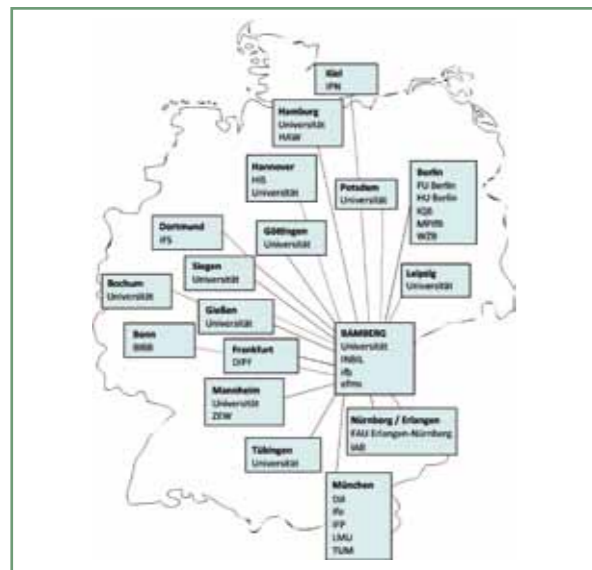 Kiel
IPN
Hamburg
Universität
HAW
Hannover
HIS
Universität
Potsdam
Universität
Berlin
FU Berlin
HU Berlin
IQB
MPIfB
WZB
Dortmund
IFS
Göttingen
Universität
Siegen
Universität
Leipzig
Universität
Bochum
Universität
Gießen
Universität
Bonn
BIBB
Frankfurt
DIPF
BAMBERG
Universität
INBIL
ifb
efms
Mannheim
Universität
ZEW
Nürnberg / Erlangen
FAU Erlangen-Nürnberg
IAB
Tübingen
Universität
München
DJI
ifo
IFP
LMU
TUM